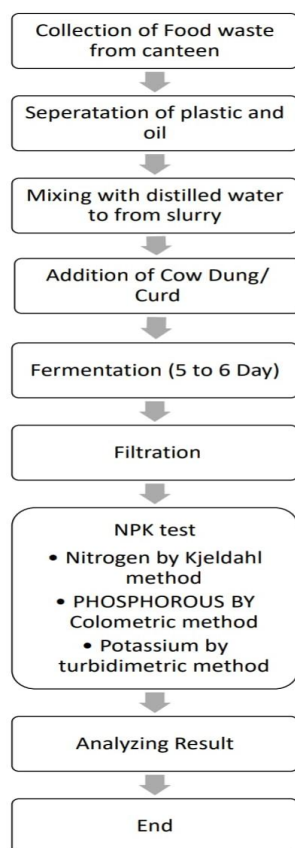 Collection of Food waste
from canteen
Seperatation of plastic and
oil
Mixing with distilled water
to from slurry
Addition of Cow Dung/
Curd
Fermentation (5 to 6 Day)
Filtration
NPK test
• Nitrogen by Kjeldahl
method
• PHOSPHOROUS BY
Colometric method
• Potassium by
turbidimetric method
Analyzing Result
End